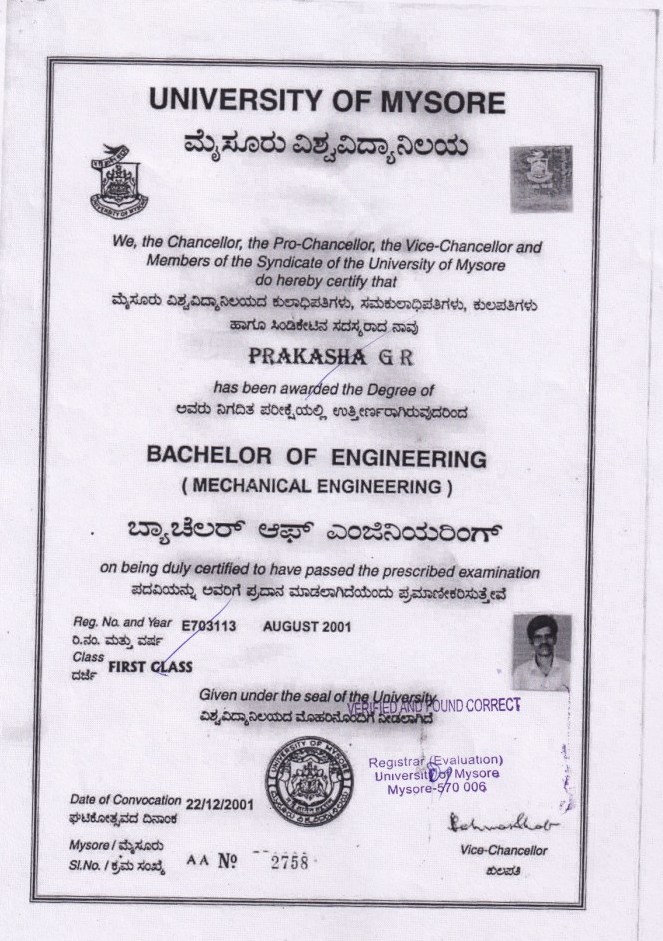 UNIVERSITY OF MYSORE
ಮೈಸೂರು ವಿಶ್ವವಿದ್ಯಾನಿಲಯ
UNIVERSITY OF MYSORE
We, the Chancellor, the Pro-Chancellor, the Vice-Chancellor and
Members of the Syndicate of the University of Mysore
do hereby certify that
ಮೈಸೂರು ವಿಶ್ವವಿದ್ಯಾನಿಲಯದ ಕುಲಾಧಿಪತಿಗಳು, ಸಮಕುಲಾಧಿಪತಿಗಳು, ಕುಲಪತಿಗಳು
ಹಾಗೂ ಸಿಂಡಿಕೇಟಿನ ಸದಸ್ಯರಾದ ನಾವು
PRAKASHA G R
has been awarded the Degree of
ಅವರು ನಿಗದಿತ ಪರೀಕ್ಷೆಯಲ್ಲಿ ಉತ್ತೀರ್ಣರಾಗಿರುವುದರಿಂದ
BACHELOR OF ENGINEERING
( MECHANICAL ENGINEERING )
ಬ್ಯಾಚೆಲರ್ ಆಫ್ ಎಂಜಿನಿಯರಿಂಗ್
on being duly certified to have passed the prescribed examination
ಪದವಿಯನ್ನು ಅವರಿಗೆ ಪ್ರದಾನ ಮಾಡಲಾಗಿದೆಯೆಂದು ಪ್ರಮಾಣೀಕರಿಸುತ್ತೇವೆ
Reg. No. and Year E703113 AUGUST 2001
ರಿ.ನಂ. ಮತ್ತು ವರ್ಷ
Class FIRST CLASS
ದರ್ಜೆ
Given under the seal of the University
VERIFIED AND FOUND CORRECT
ವಿಶ್ವವಿದ್ಯಾನಿಲಯದ ಮೊಹರಿನೊಂದಿಗೆ ನೀಡಲಾಗಿದೆ
UNIVERSITY OF MYSORE
Registrar (Evaluation)
University of Mysore
Mysore-570 006
Date of Convocation 22/12/2001
ಘಟಿಕೋತ್ಸವದ ದಿನಾಂಕ
Mysore / ಮೈಸೂರು
Sl.No. / ಕ್ರಮ ಸಂಖ್ಯೆ AA Nº 2758
Vice-Chancellor
ಕುಲಪತಿ